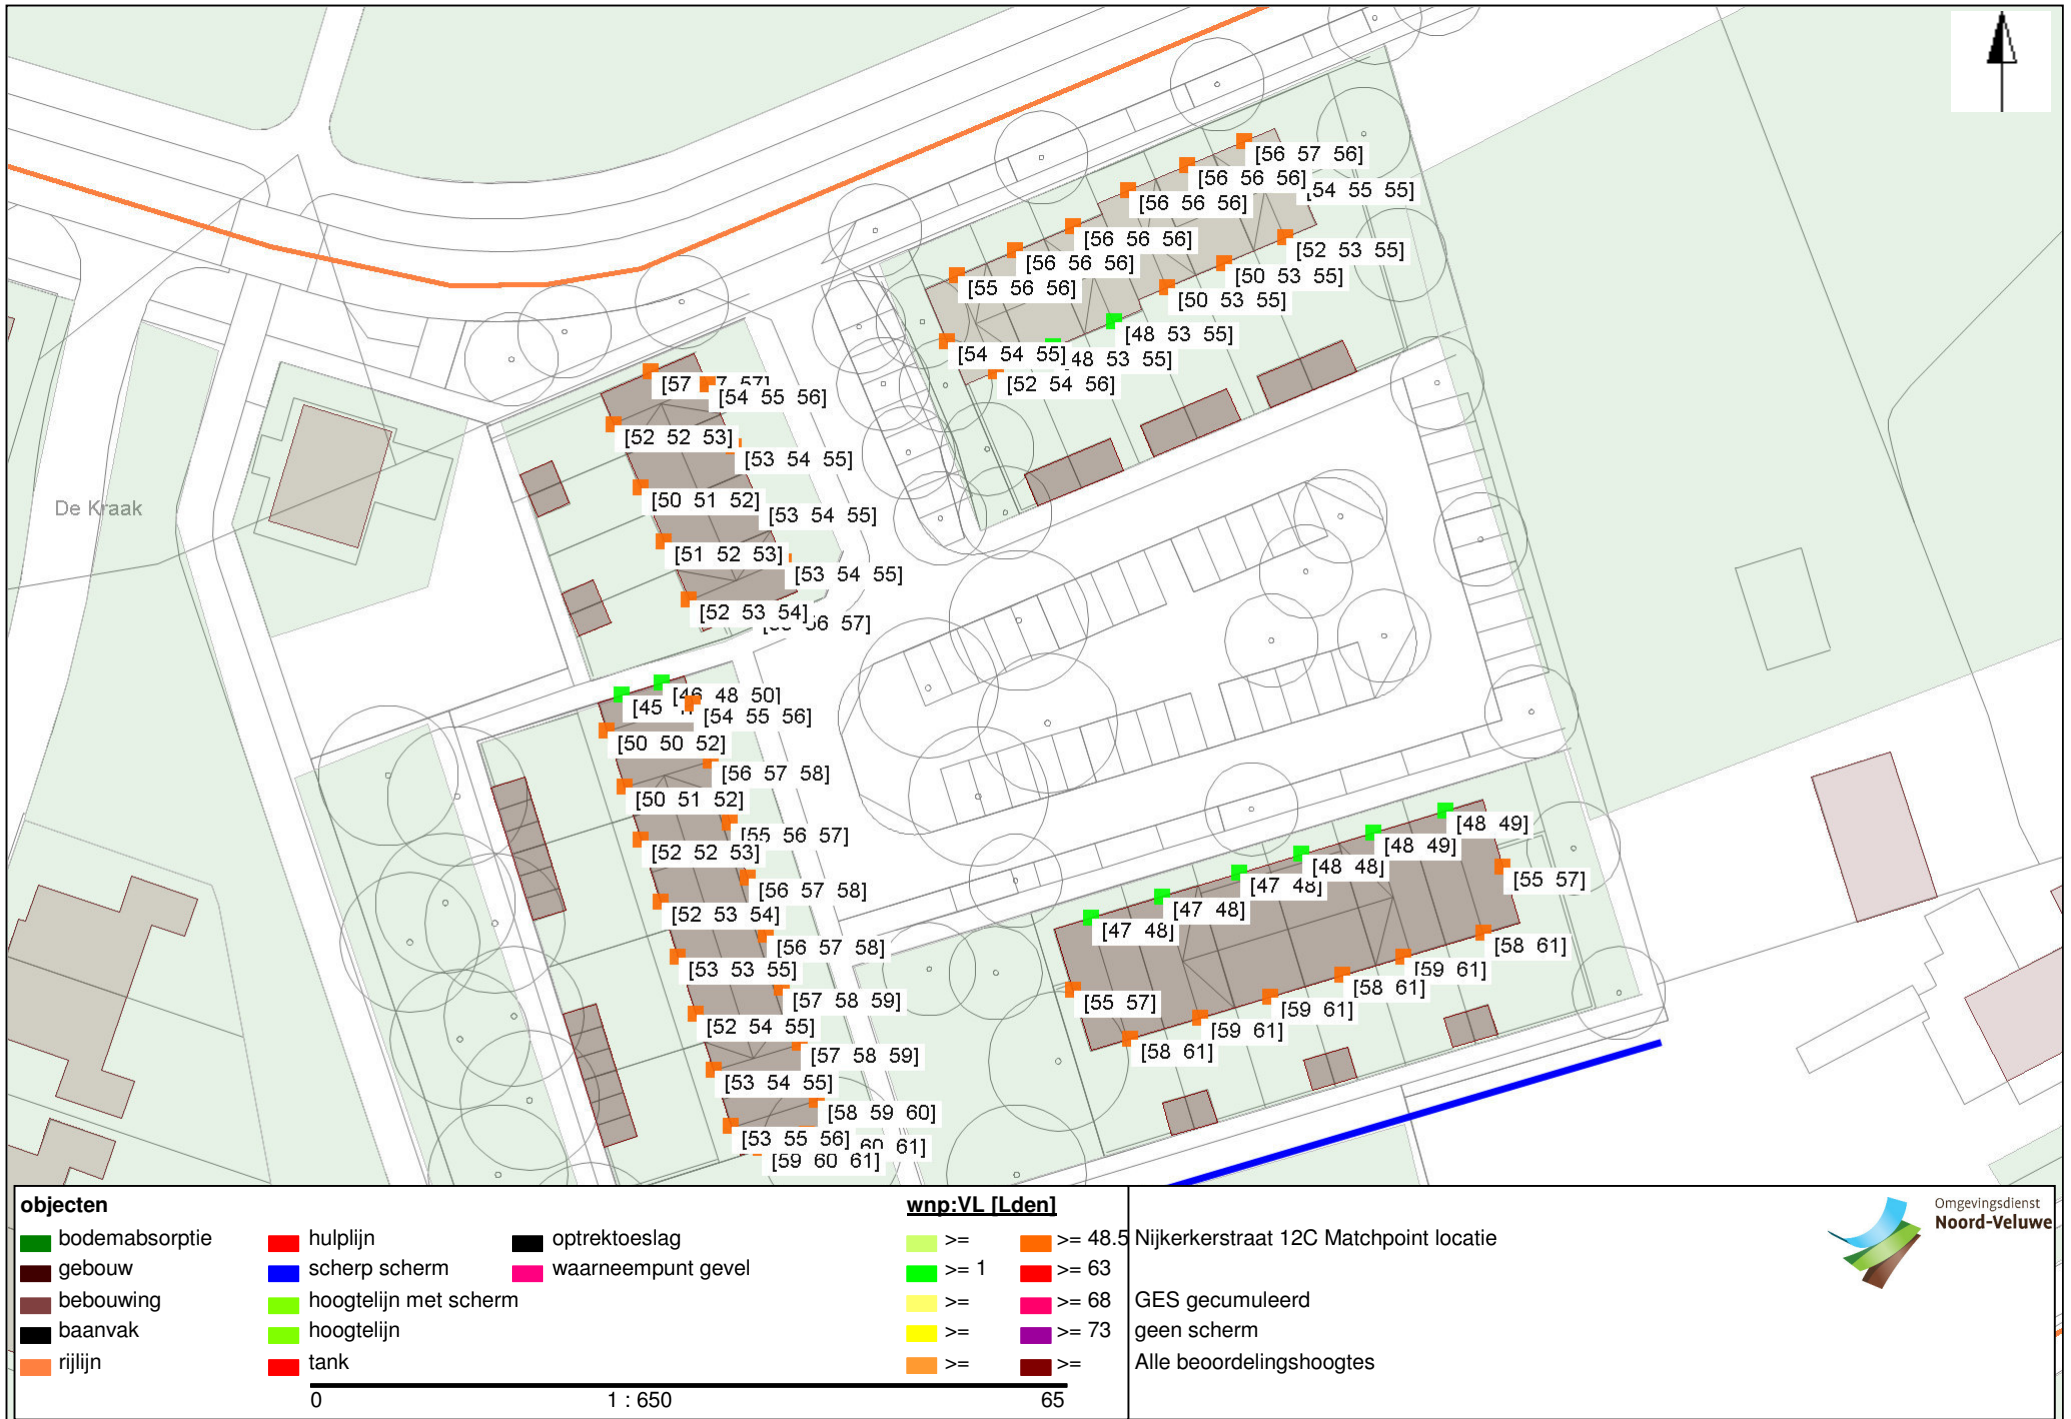 [56 57 56]
[56 56 56]
54 55 55]
[56 56 56]
[56 56 56]
[52 53 55]
[56 56 56]
[50 53 55]
[55 56 56]
[50 53 55]
[48 53 55]
[54 54 55]
48 53 55]
[52 54 56]
[57
[54 55 56]
[52 52 53]
[53 54 55]
[50 51 52]
De Kraak
[53 54 55]
[51 52 53]
[53 54 55]
[52 53 54]
56 57]
[46 48 50]
[45
[54 55 56]
[50 50 52]
[56 57 58]
[50 51 52]
[55 56 57]
[52 52 53]
[56 57 58]
[52 53 54]
[56 57 58]
[53 53 55]
[57 58 59]
[52 54 55]
[57 58 59]
[53 54 55]
[58 59 60]
[53 55 56]
60 61]
[59 60 61]
[48 49]
[48 49]
[48 48]
[47 48]
[47 48]
[47 48]
[55 57]
[58 61]
[59 61]
[58 61]
[59 61]
[59 61]
[58 61]
[55 57]
objecten
bodemabsorptie
gebouw
bebouwing
baanvak
rijlijn
hulplijn
scherp scherm
hoogtelijn met scherm
hoogtelijn
tank
optrektoeslag
waarneempunt gevel
0 1 : 650 65
wnp:VL [Lden]
>=
>= 1
>=
>=
>=
>= 48.5
>= 63
>= 68
>= 73
>=
Nijkerkerstraat 12C Matchpoint locatie
GES gecumuleerd
geen scherm
Alle beoordelingshoogtes
Omgevingsdienst
Noord-Veluwe